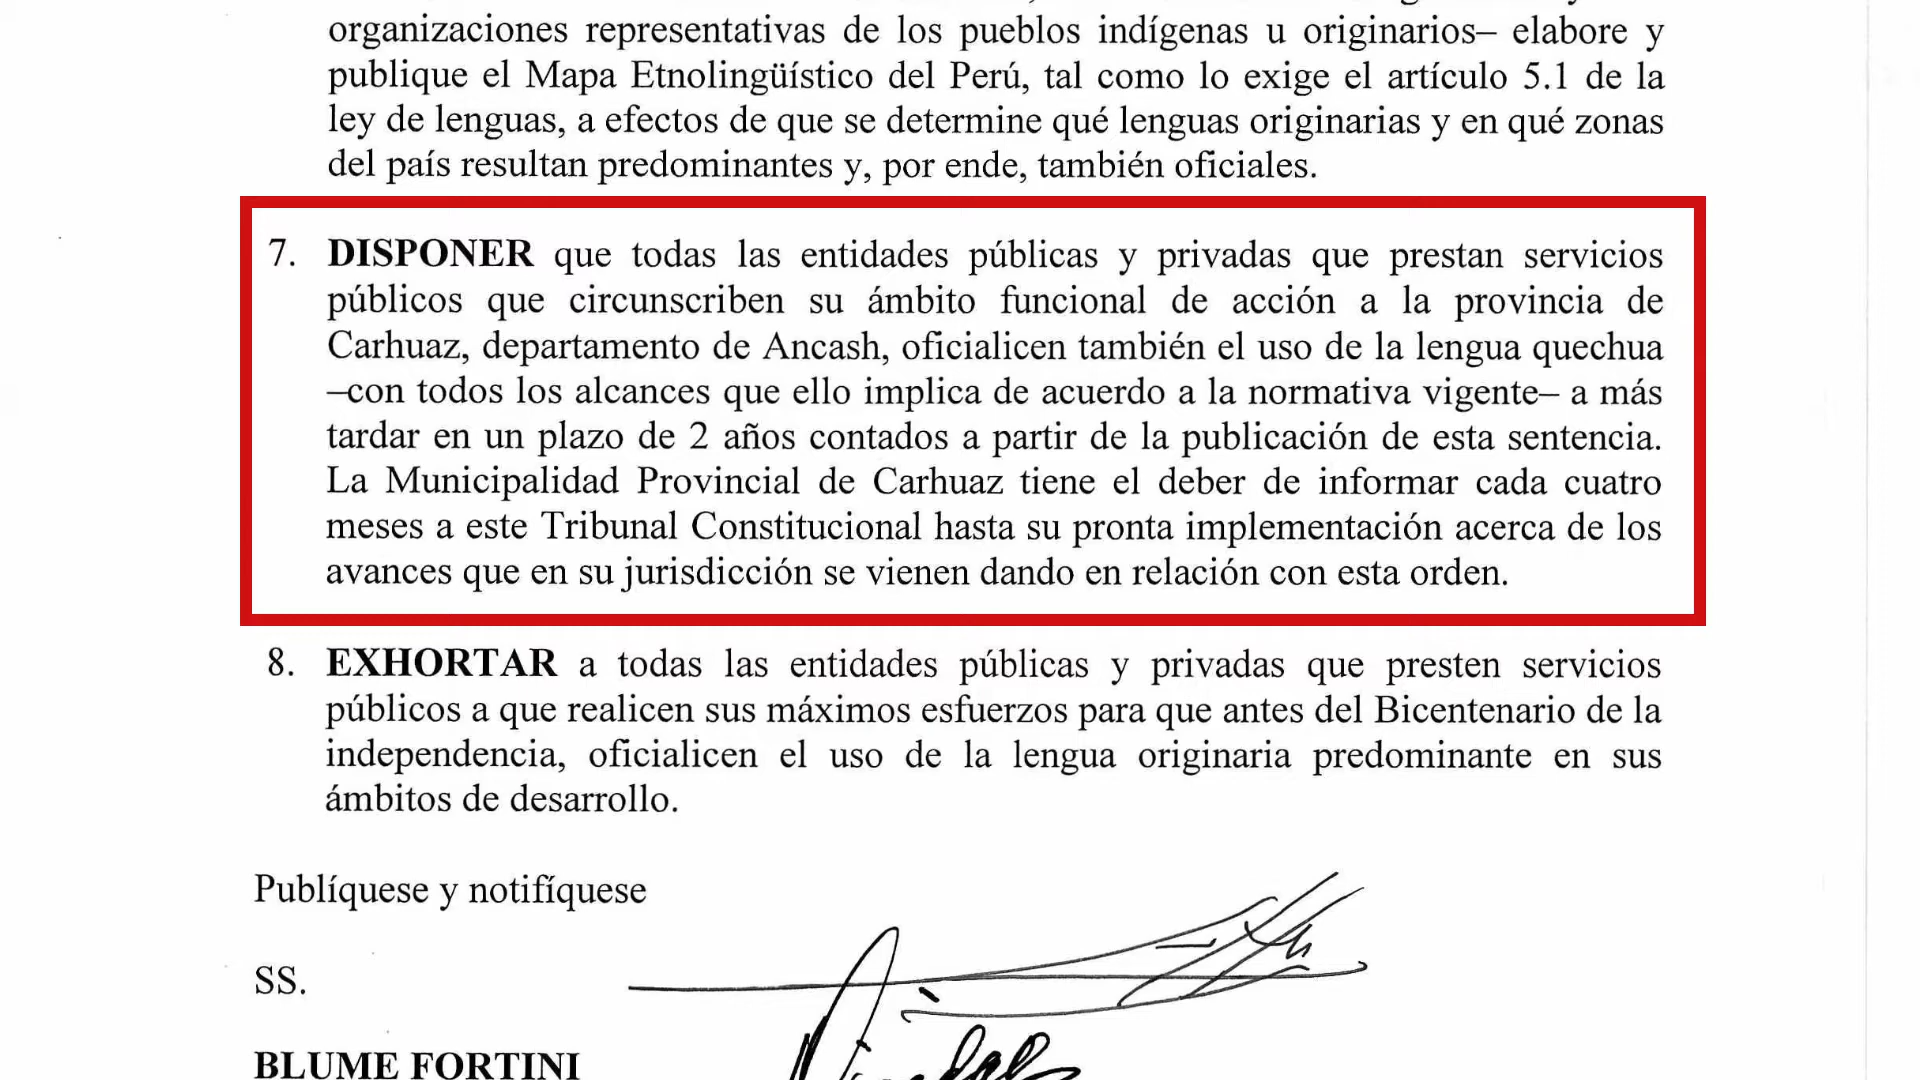 organizaciones representativas de los pueblos indígenas u originarios– elabore y
publique el Mapa Etnolingüístico del Perú, tal como lo exige el artículo 5.1 de la
ley de lenguas, a efectos de que se determine qué lenguas originarias y en qué zonas
del país resultan predominantes y, por ende, también oficiales.
7. DISPONER que todas las entidades públicas y privadas que prestan servicios
públicos que circunscriben su ámbito funcional de acción a la provincia de
Carhuaz, departamento de Ancash, oficialicen también el uso de la lengua quechua
–con todos los alcances que ello implica de acuerdo a la normativa vigente– a más
tardar en un plazo de 2 años contados a partir de la publicación de esta sentencia.
La Municipalidad Provincial de Carhuaz tiene el deber de informar cada cuatro
meses a este Tribunal Constitucional hasta su pronta implementación acerca de los
avances que en su jurisdicción se vienen dando en relación con esta orden.
8. EXHORTAR a todas las entidades públicas y privadas que presten servicios
públicos a que realicen sus máximos esfuerzos para que antes del Bicentenario de la
independencia, oficialicen el uso de la lengua originaria predominante en sus
ámbitos de desarrollo.
Publíquese y notifíquese
SS.
BLUME FORTINI